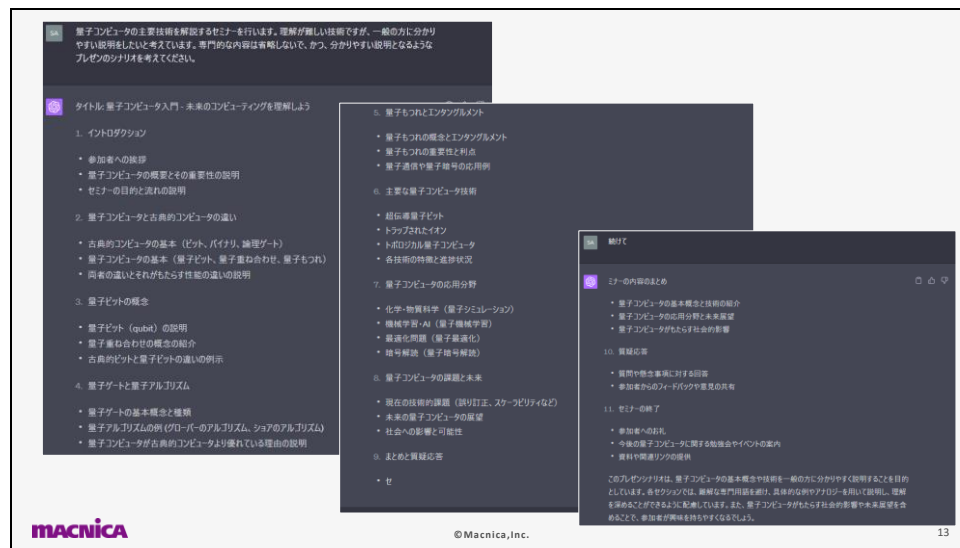 SA
量子コンピュータの主要技術を解説するセミナーを行います。理解が難しい技術ですが、一般の方に分かり
やすい説明をしたいと考えています。専門的な内容は省略しないで、かつ、分かりやすい説明となるような
プレゼンのシナリオを考えてください。
タイトル: 量子コンピュータ入門 - 未来のコンピューティングを理解しよう
1. イントロダクション
• 参加者への挨拶
• 量子コンピュータの概要とその重要性の説明
• セミナーの目的と流れの説明
2. 量子コンピュータと古典的コンピュータの違い
• 古典的コンピュータの基本（ビット、バイナリ、論理ゲート）
• 量子コンピュータの基本（量子ビット、量子重ね合わせ、量子もつれ）
• 両者の違いとそれがもたらす性能の違いの説明
3. 量子ビットの概念
• 量子ビット（qubit）の説明
• 量子重ね合わせの概念の紹介
• 古典的ビットと量子ビットの違いの例示
4. 量子ゲートと量子アルゴリズム
• 量子ゲートの基本概念と種類
• 量子アルゴリズムの例（グローバーのアルゴリズム、ショアのアルゴリズム）
• 量子コンピュータが古典的コンピュータより優れている理由の説明
5. 量子もつれとエンタングルメント
• 量子もつれの概念とエンタングルメント
• 量子もつれの重要性と利点
• 量子通信や量子暗号の応用例
6. 主要な量子コンピュータ技術
• 超伝導量子ビット
• トラップされたイオン
• トポロジカル量子コンピュータ
• 各技術の特徴と進捗状況
7. 量子コンピュータの応用分野
• 化学・物質科学（量子シミュレーション）
• 機械学習・AI（量子機械学習）
• 最適化問題（量子最適化）
• 暗号解読（量子暗号解読）
8. 量子コンピュータの課題と未来
• 現在の技術的課題（誤り訂正、スケーラビリティなど）
• 未来の量子コンピュータの展望
• 社会への影響と可能性
9. まとめと質疑応答
• セ
SA
続けて
ミナーの内容のまとめ
• 量子コンピュータの基本概念と技術の紹介
• 量子コンピュータの応用分野と未来展望
• 量子コンピュータがもたらす社会的影響
10. 質疑応答
• 質問や懸念事項に対する回答
• 参加者からのフィードバックや意見の共有
11. セミナーの終了
• 参加者へのお礼
• 今後の量子コンピュータに関する勉強会やイベントの案内
• 資料や関連リンクの提供
このプレゼンシナリオは、量子コンピュータの基本概念や技術を一般の方に分かりやすく説明することを目的
としています。各セクションでは、難解な専門用語を避け、具体的な例やアナロジーを用いて説明し、理解
を深めることができるように配慮しています。また、量子コンピュータがもたらす社会的影響や未来展望を含
めることで、参加者が興味を持ちやすくなるでしょう。
MACNICA
©Macnica,Inc.
13